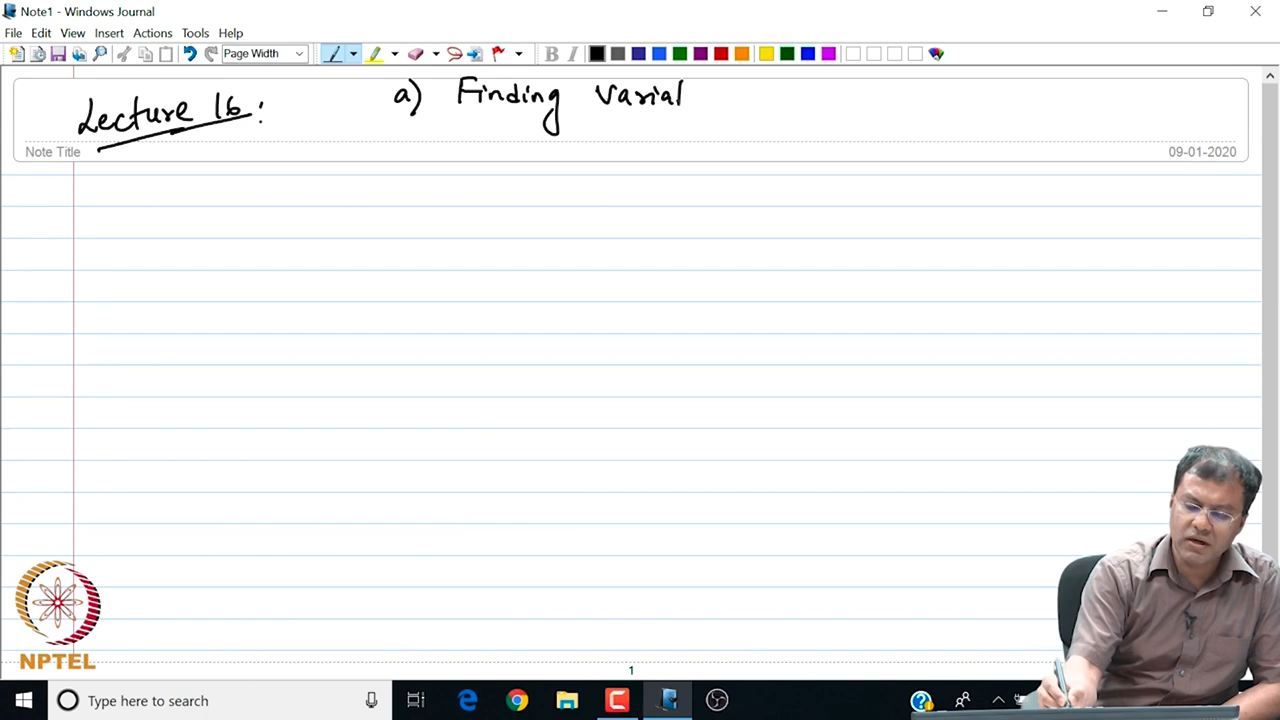 Note1 - Windows Journal
File Edit View Insert Actions Tools Help
Page Width
B I
Lecture 16 : a) Finding Varial
Note Title 09-01-2020
NPTEL
1
Type here to search